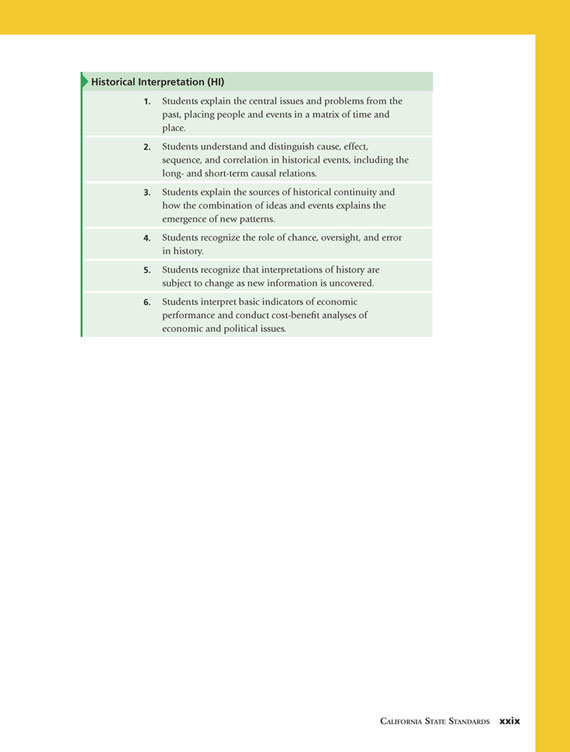 Historical Interpretation (HI)
1. Students explain the central issues and problems from the
past, placing people and events in a matrix of time and
place.
2. Students understand and distinguish cause, effect,
sequence, and correlation in historical events, including the
long- and short-term causal relations.
3. Students explain the sources of historical continuity and
how the combination of ideas and events explains the
emergence of new patterns.
4. Students recognize the role of chance, oversight, and error
in history.
5. Students recognize that interpretations of history are
subject to change as new information is uncovered.
6. Students interpret basic indicators of economic
performance and conduct cost-benefit analyses of
economic and political issues.
CALIFORNIA STATE STANDARDS xxix